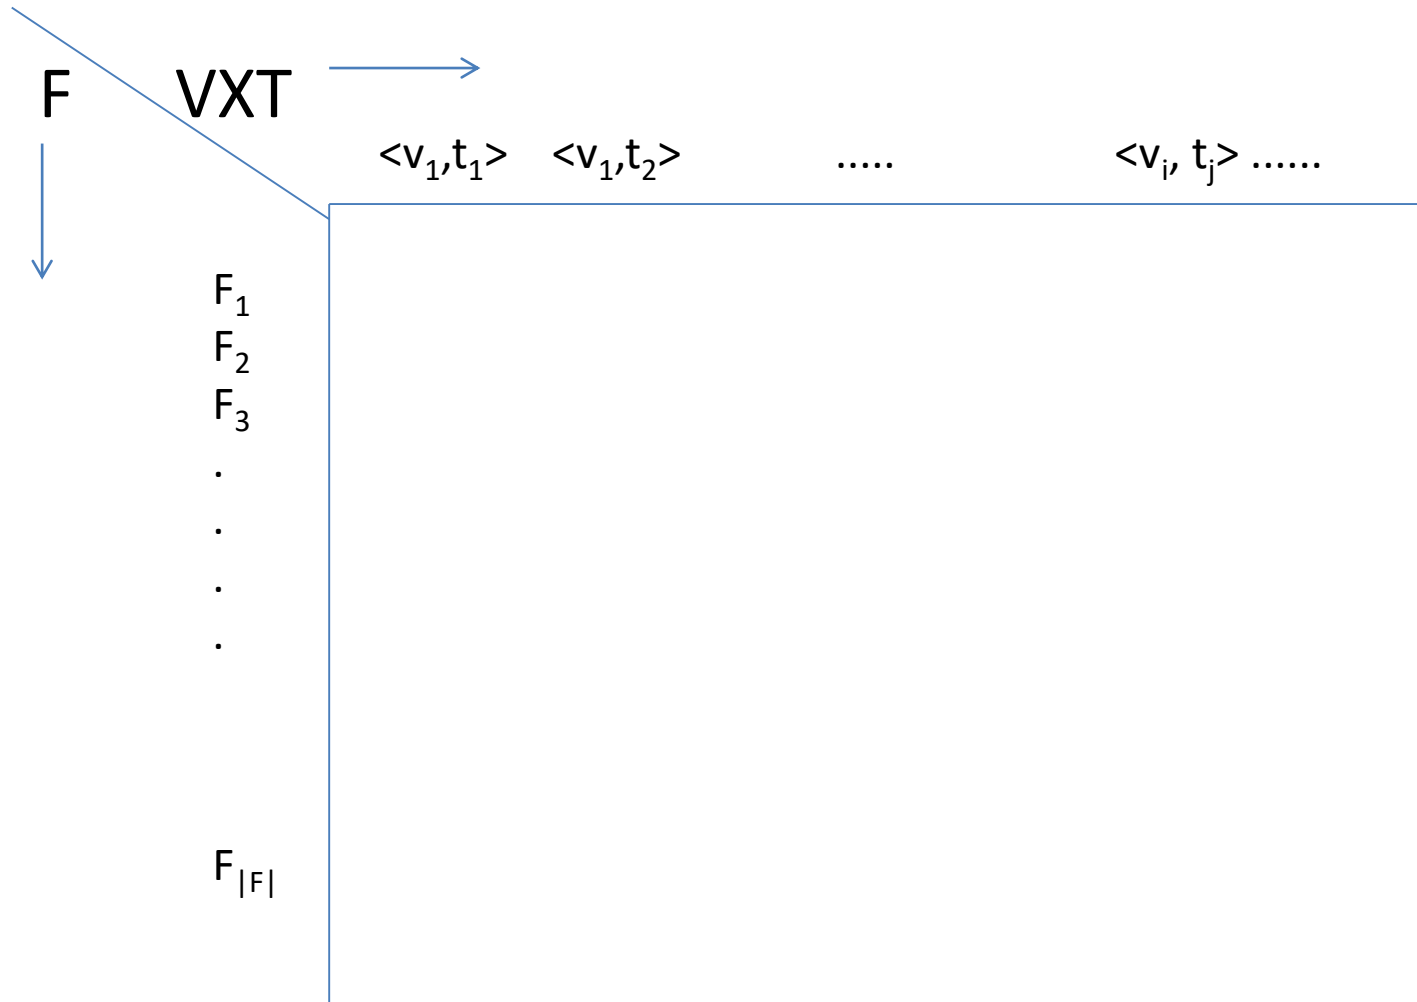 F VXT
<v₁,t₁> <v₁,t₂> ..... <vᵢ, tⱼ> ......
F₁
F₂
F₃
.
.
.
.
F|F|